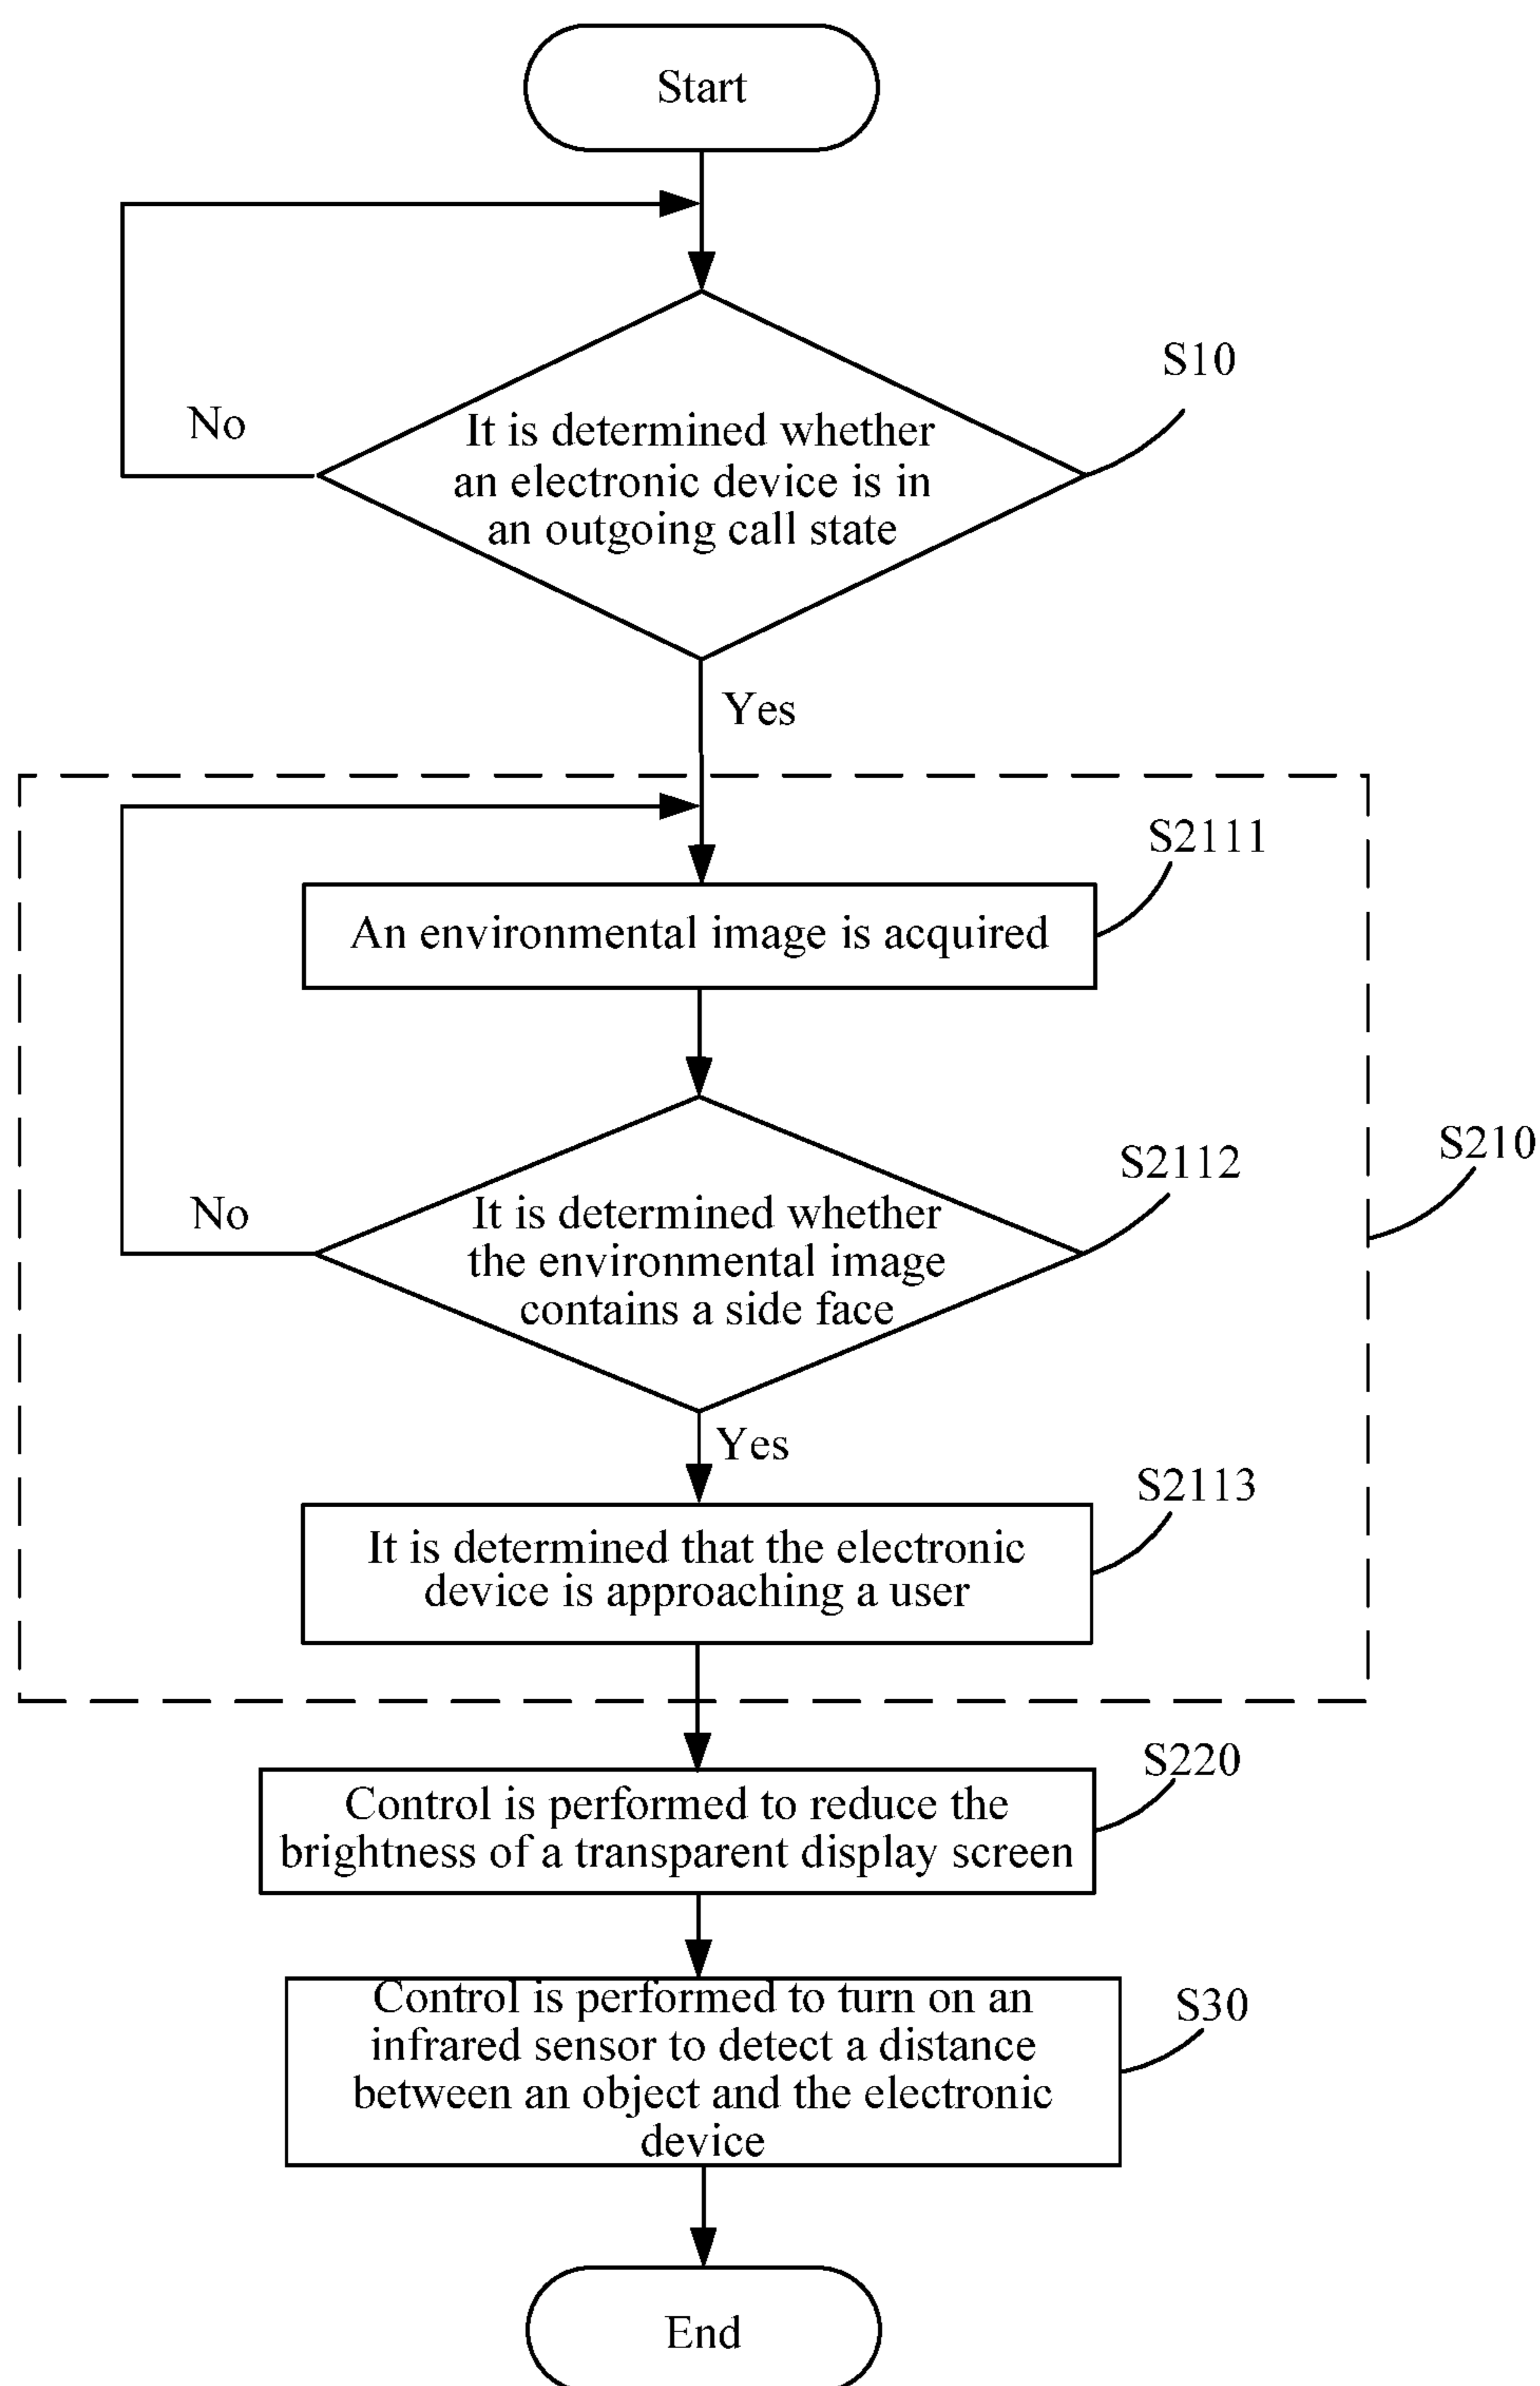 Start
S10
No
It is determined whether
an electronic device is in
an outgoing call state
Yes
S2111
An environmental image is acquired
S210
S2112
No
It is determined whether
the environmental image
contains a side face
Yes
S2113
It is determined that the electronic
device is approaching a user
S220
Control is performed to reduce the
brightness of a transparent display screen
S30
Control is performed to turn on an
infrared sensor to detect a distance
between an object and the electronic
device
End